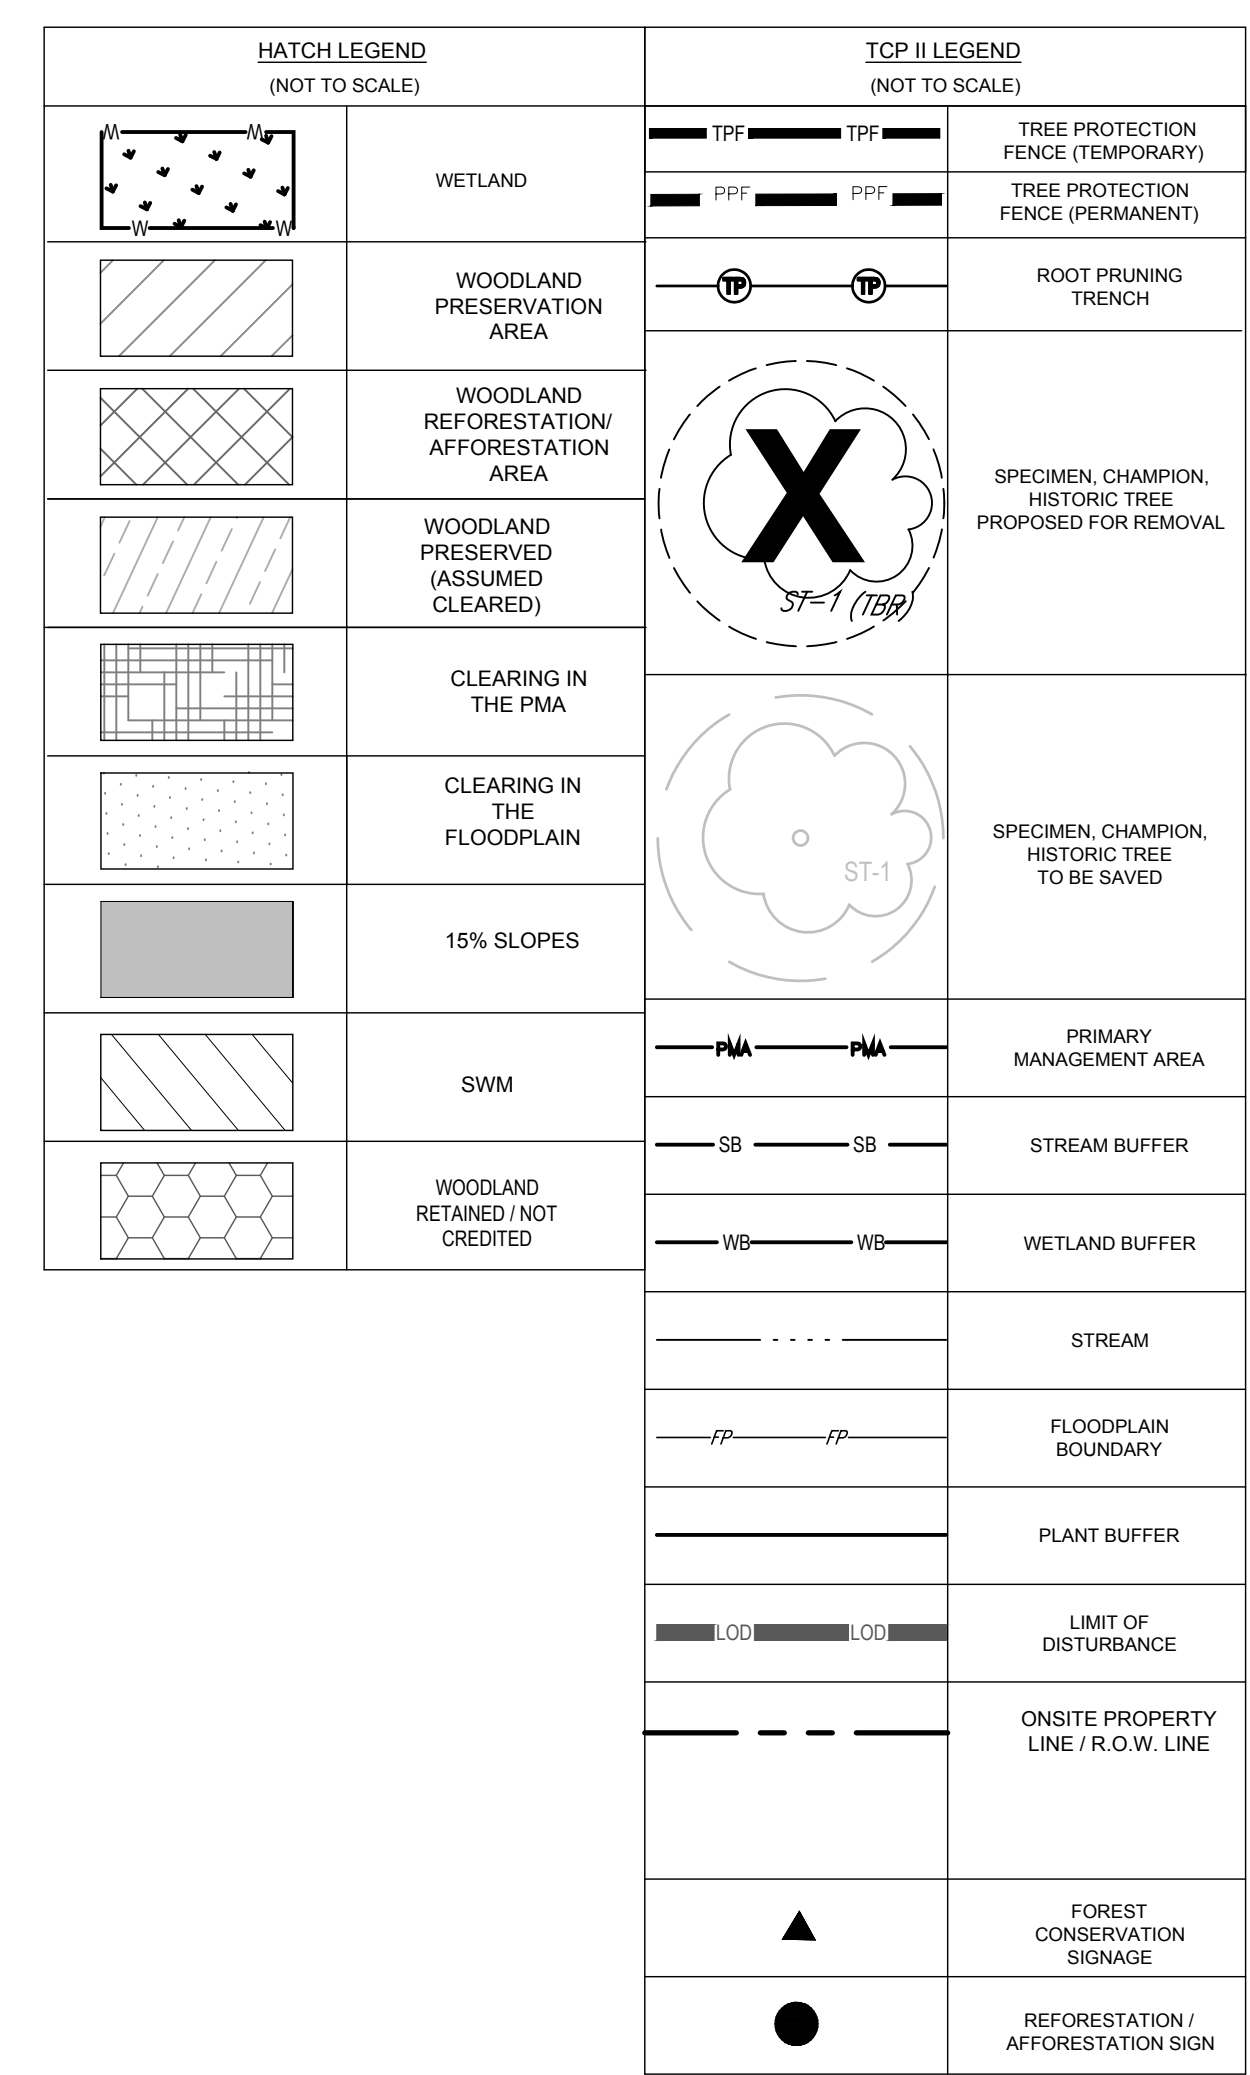 HATCH LEGEND
(NOT TO SCALE)
W W
W W
WETLAND
WOODLAND
PRESERVATION
AREA
WOODLAND
REFORESTATION/
AFFORESTATION
AREA
WOODLAND
PRESERVED
(ASSUMED
CLEARED)
CLEARING IN
THE PMA
CLEARING IN
THE
FLOODPLAIN
15% SLOPES
SWM
WOODLAND
RETAINED / NOT
CREDITED
TCP II LEGEND
(NOT TO SCALE)
TPF TPF
TREE PROTECTION
FENCE (TEMPORARY)
PPF PPF
TREE PROTECTION
FENCE (PERMANENT)
TP TP
ROOT PRUNING
TRENCH
X
ST-1 (TBR)
SPECIMEN, CHAMPION,
HISTORIC TREE
PROPOSED FOR REMOVAL
ST-1
SPECIMEN, CHAMPION,
HISTORIC TREE
TO BE SAVED
PMA PMA
PRIMARY
MANAGEMENT AREA
SB SB
STREAM BUFFER
WB WB
WETLAND BUFFER
STREAM
FP FP
FLOODPLAIN
BOUNDARY
PLANT BUFFER
LOD LOD
LIMIT OF
DISTURBANCE
ONSITE PROPERTY
LINE / R.O.W. LINE
FOREST
CONSERVATION
SIGNAGE
REFORESTATION /
AFFORESTATION SIGN